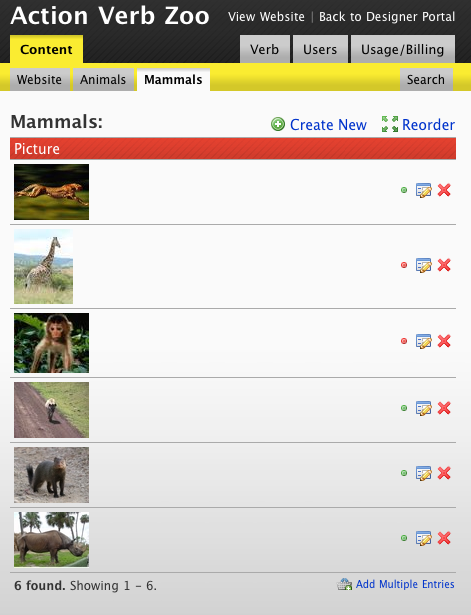 Action Verb Zoo
View Website | Back to Designer Portal
Content
Verb
Users
Usage/Billing
Website
Animals
Mammals
Search
Mammals:
Create New
Reorder
Picture
6 found. Showing 1 - 6.
Add Multiple Entries